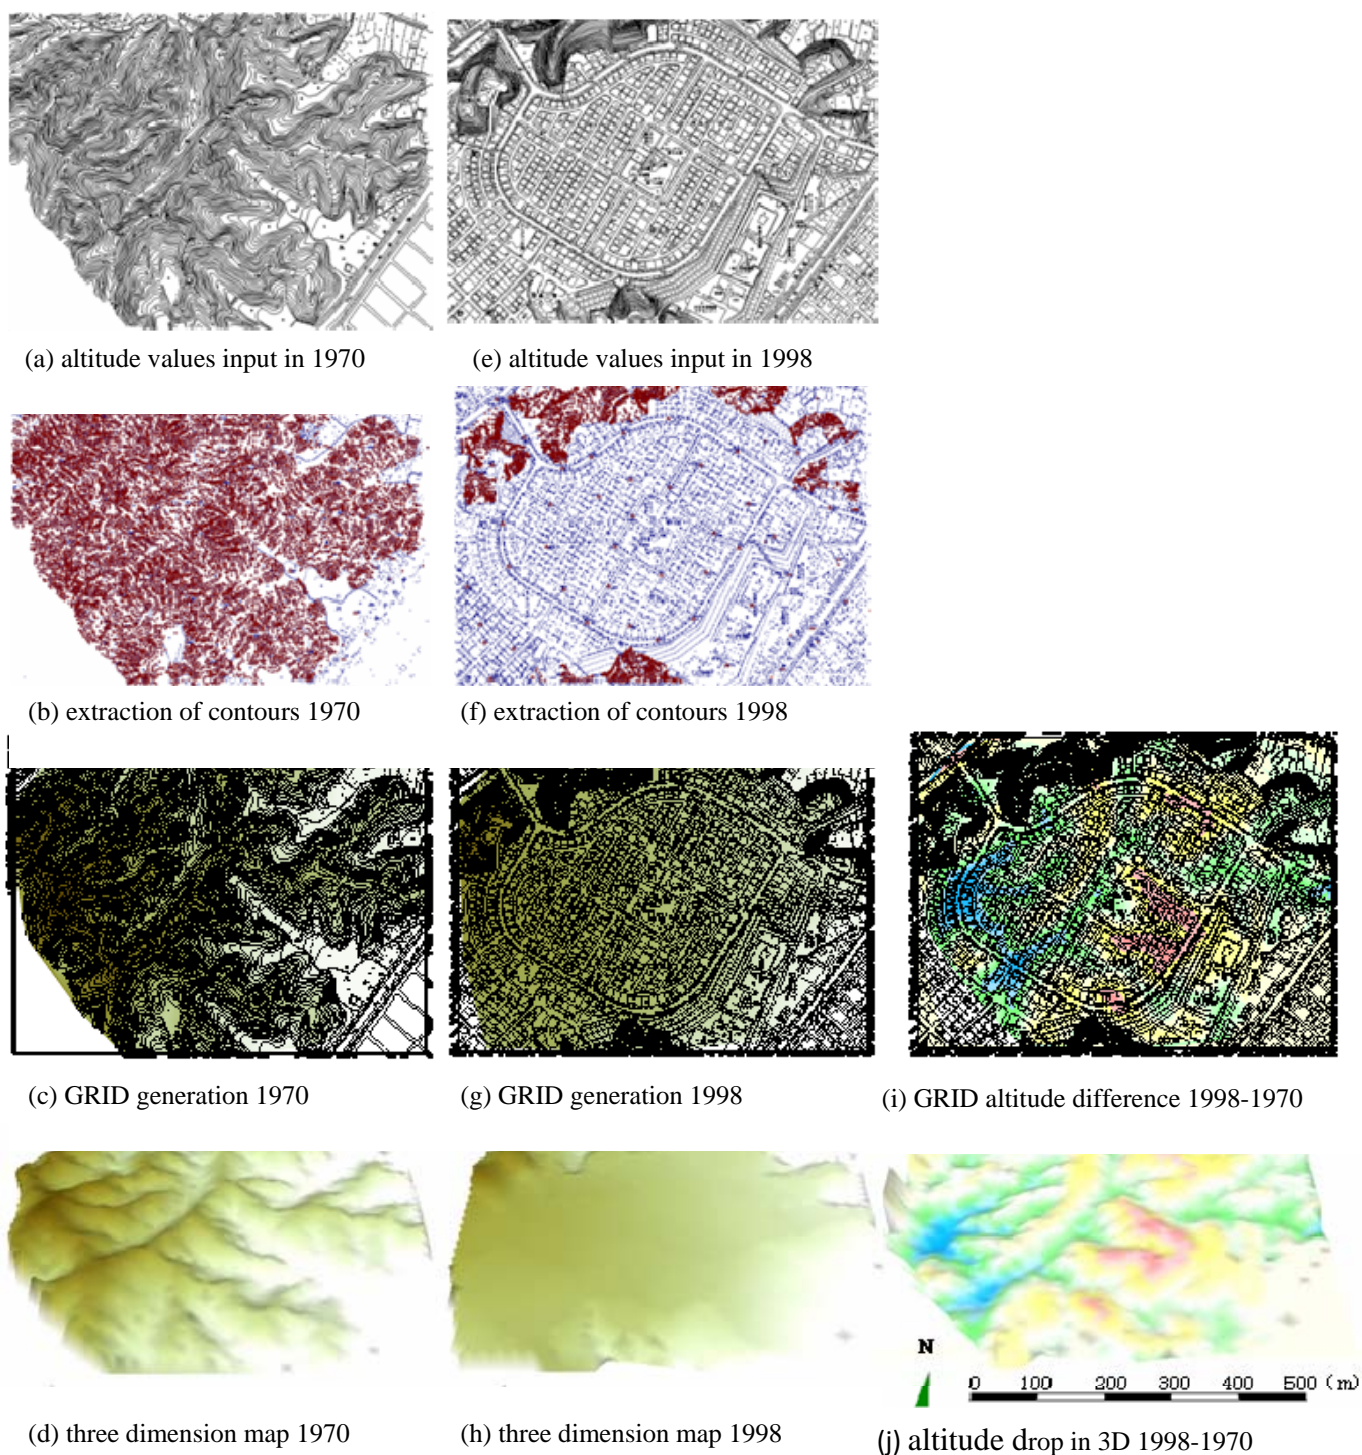 (a) altitude values input in 1970
(e) altitude values input in 1998
(b) extraction of contours 1970
(f) extraction of contours 1998
(c) GRID generation 1970
(g) GRID generation 1998
(i) GRID altitude difference 1998-1970
N
0 100 200 300 400 500 (m)
(d) three dimension map 1970
(h) three dimension map 1998
(j) altitude drop in 3D 1998-1970